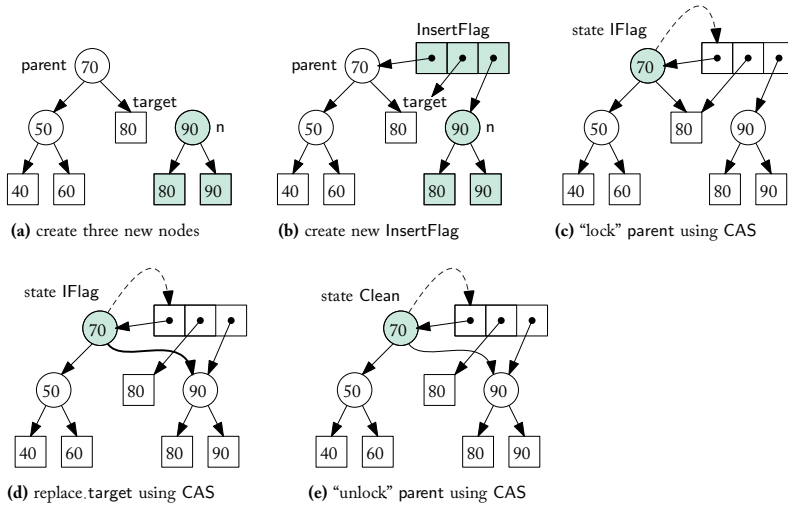 InsertFlag
parent 70
target
50 80 90 n
40 60 80 90
(a) create three new nodes
parent 70
target
50 80 90 n
40 60 80 90
(b) create new InsertFlag
state IFlag
70
50 80 90
40 60 80 90
(c) “lock” parent using CAS
state IFlag
70
50 80 90
40 60 80 90
(d) replace target using CAS
state Clean
70
50 80 90
40 60 80 90
(e) “unlock” parent using CAS